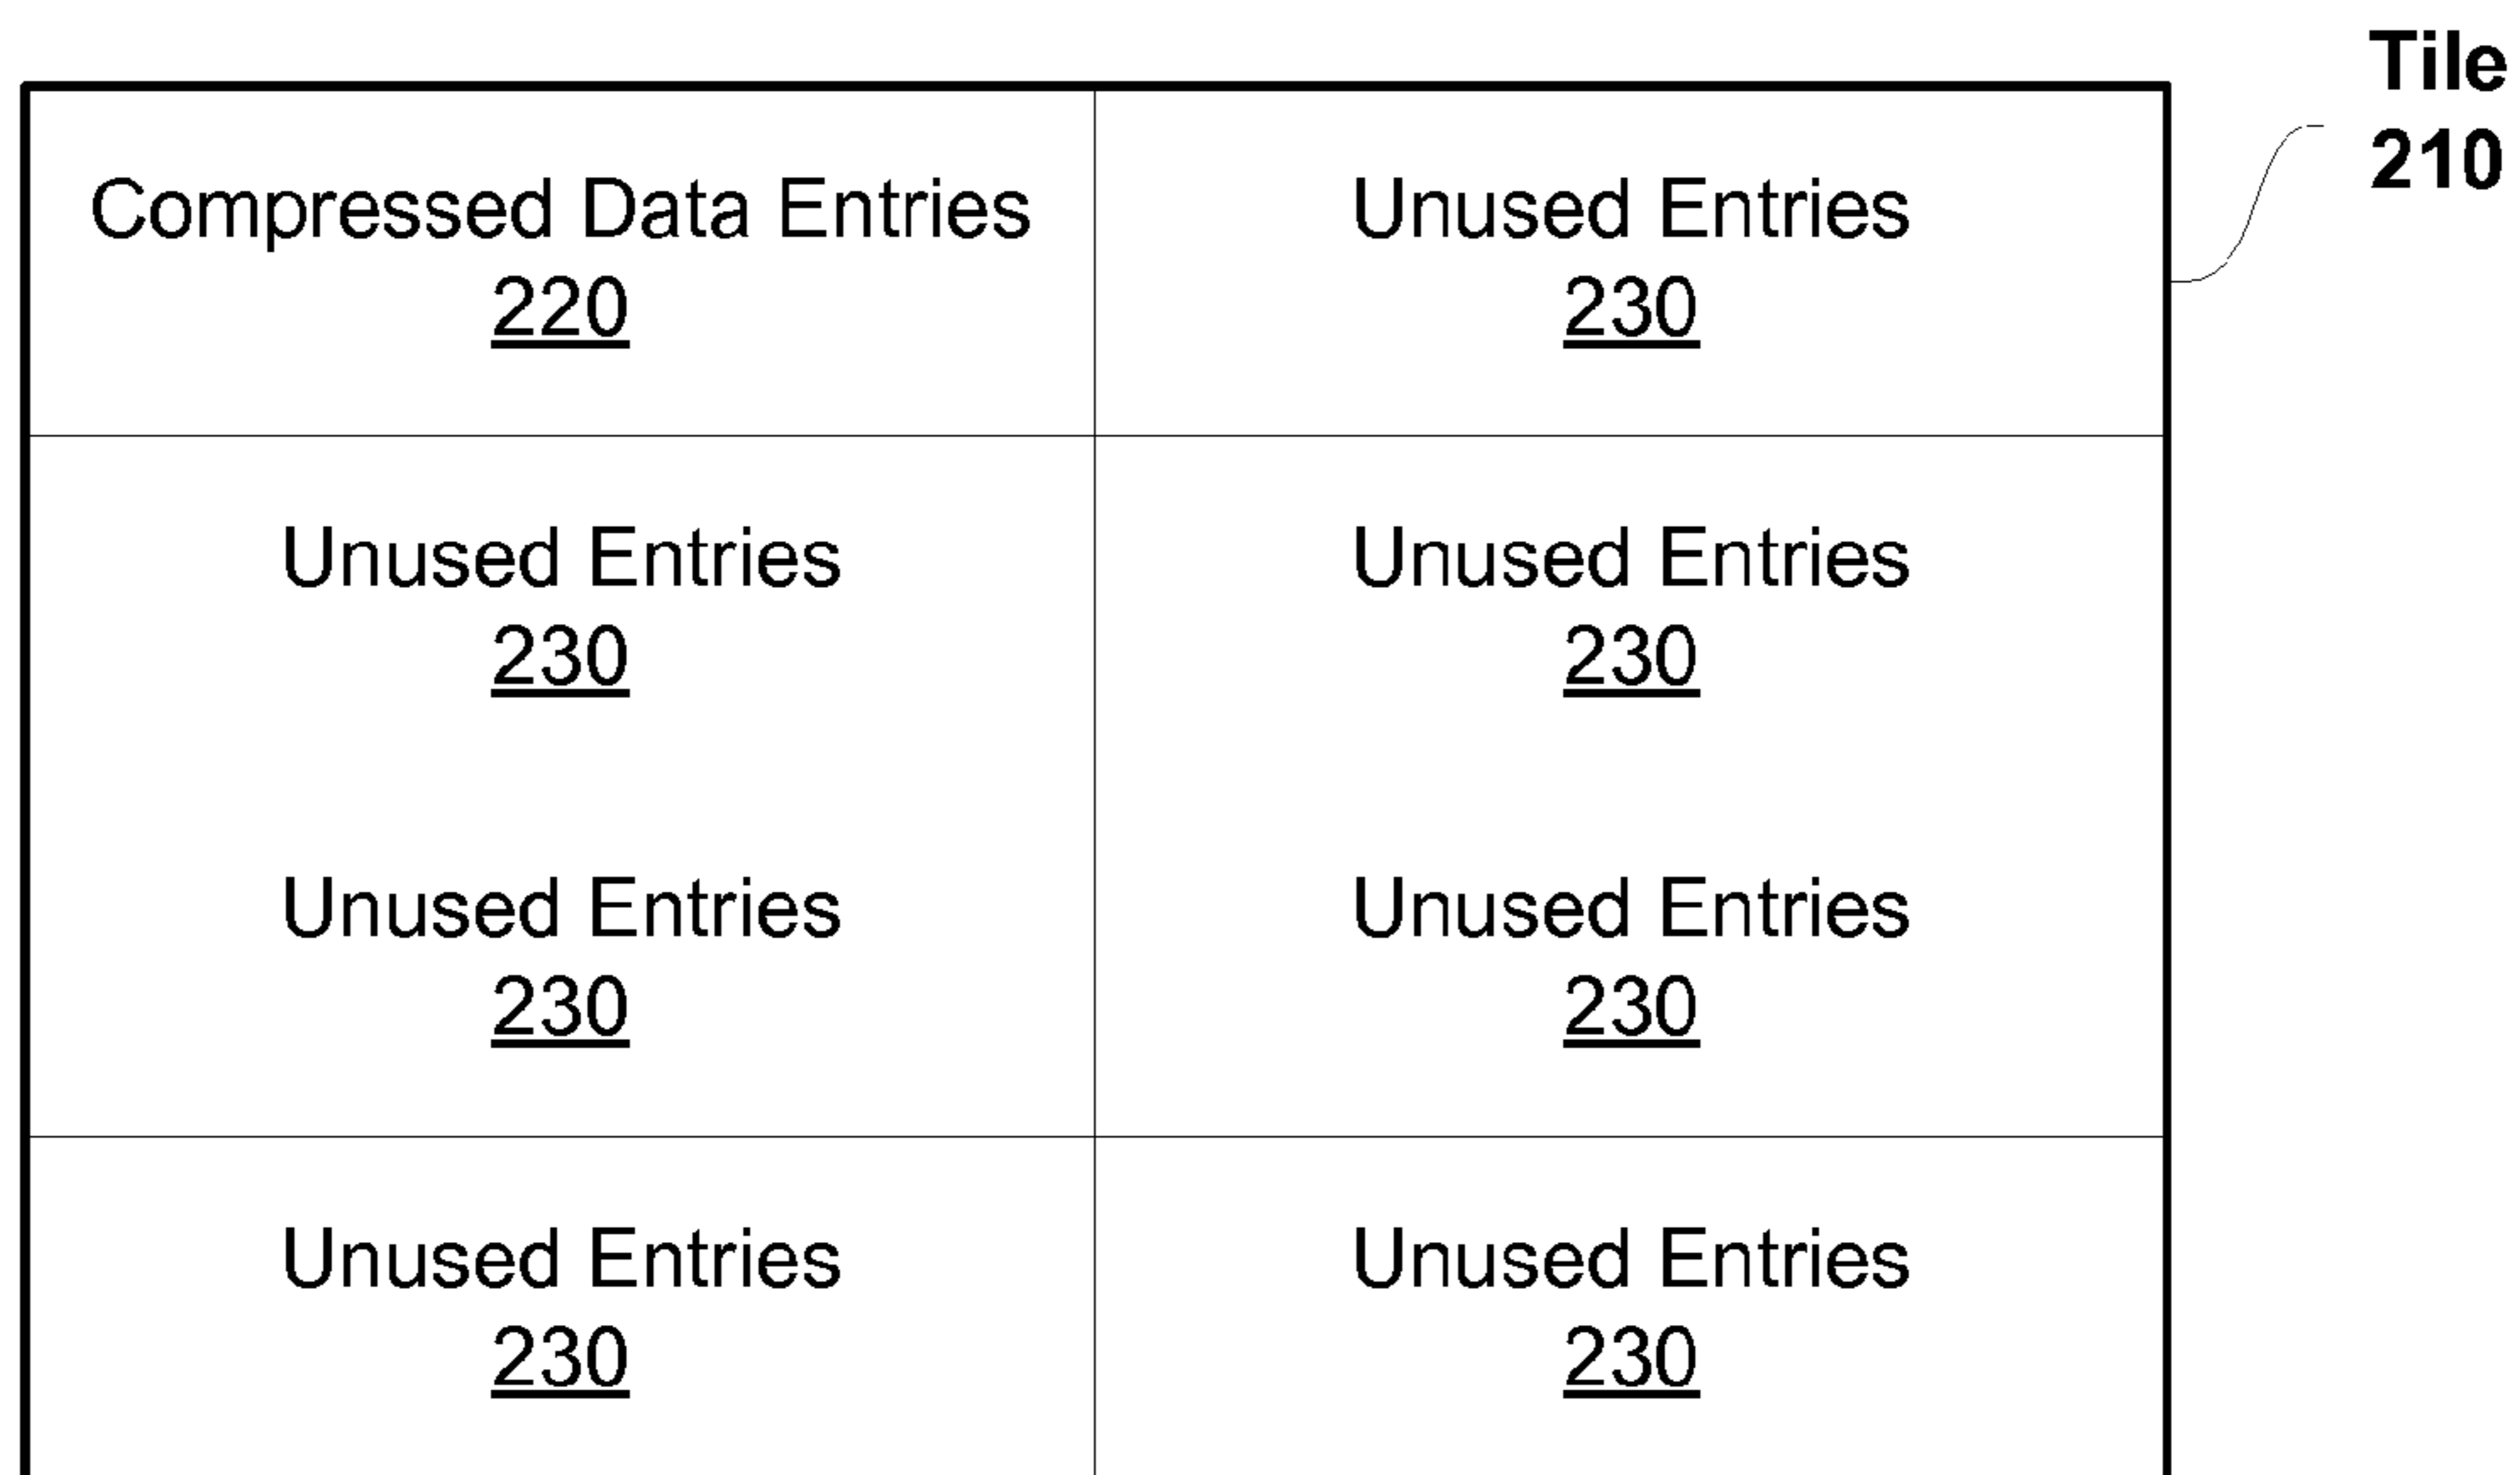 Tile
210
Compressed Data Entries
220
Unused Entries
230
Unused Entries
230
Unused Entries
230
Unused Entries
230
Unused Entries
230
Unused Entries
230
Unused Entries
230